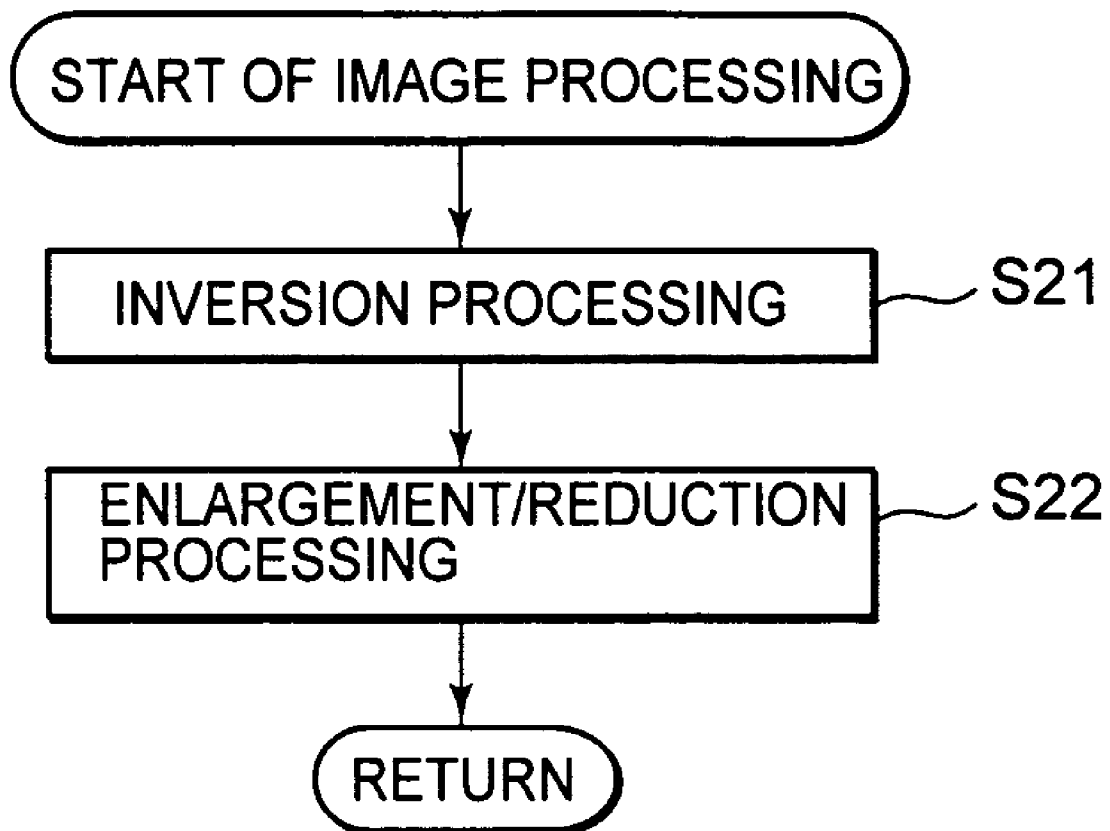 START OF IMAGE PROCESSING
INVERSION PROCESSING
S21
ENLARGEMENT/REDUCTION
PROCESSING
S22
RETURN